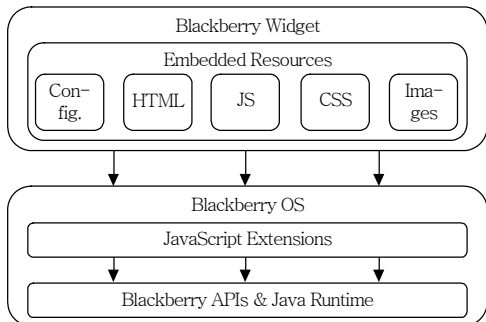 Blackberry Widget
Embedded Resources
Con-
fig.
HTML
JS
CSS
Ima-
ges
Blackberry OS
JavaScript Extensions
Blackberry APIs & Java Runtime